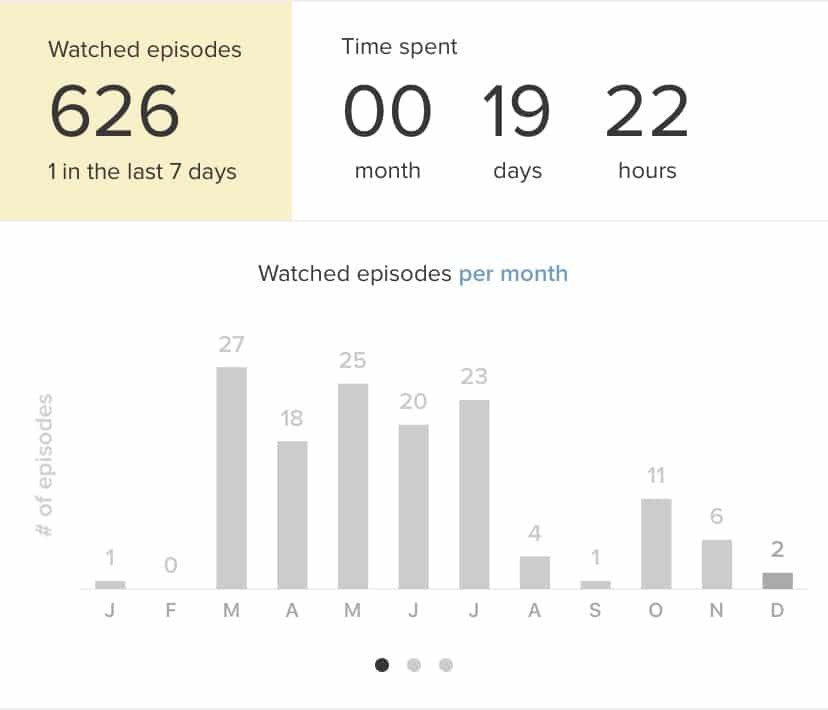 Watched episodes
626
1 in the last 7 days
Time spent
00 19 22
month days hours
Watched episodes per month
# of episodes
1 0 27 18 25 20 23 4 1 11 6 2
J F M A M J J A S O N D